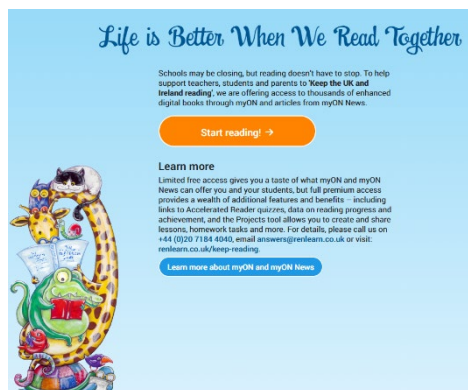 Life is Better When We Read Together
Schools may be closing, but reading doesn't have to stop. To help
support teachers, students and parents to 'Keep the UK and
Ireland reading', we are offering access to thousands of enhanced
digital books through myON and articles from myON News.
Start reading! →
Learn more
Limited free access gives you a taste of what myON and myON
News can offer you and your students, but full premium access
provides a wealth of additional features and benefits – including
links to Accelerated Reader quizzes, data on reading progress and
achievement, and the Projects tool allows you to create and share
lessons, homework tasks and more. For details, please call us on
+44 (0)20 7184 4040, email answers@renlearn.co.uk or visit:
renlearn.co.uk/keep-reading.
Learn more about myON and myON News